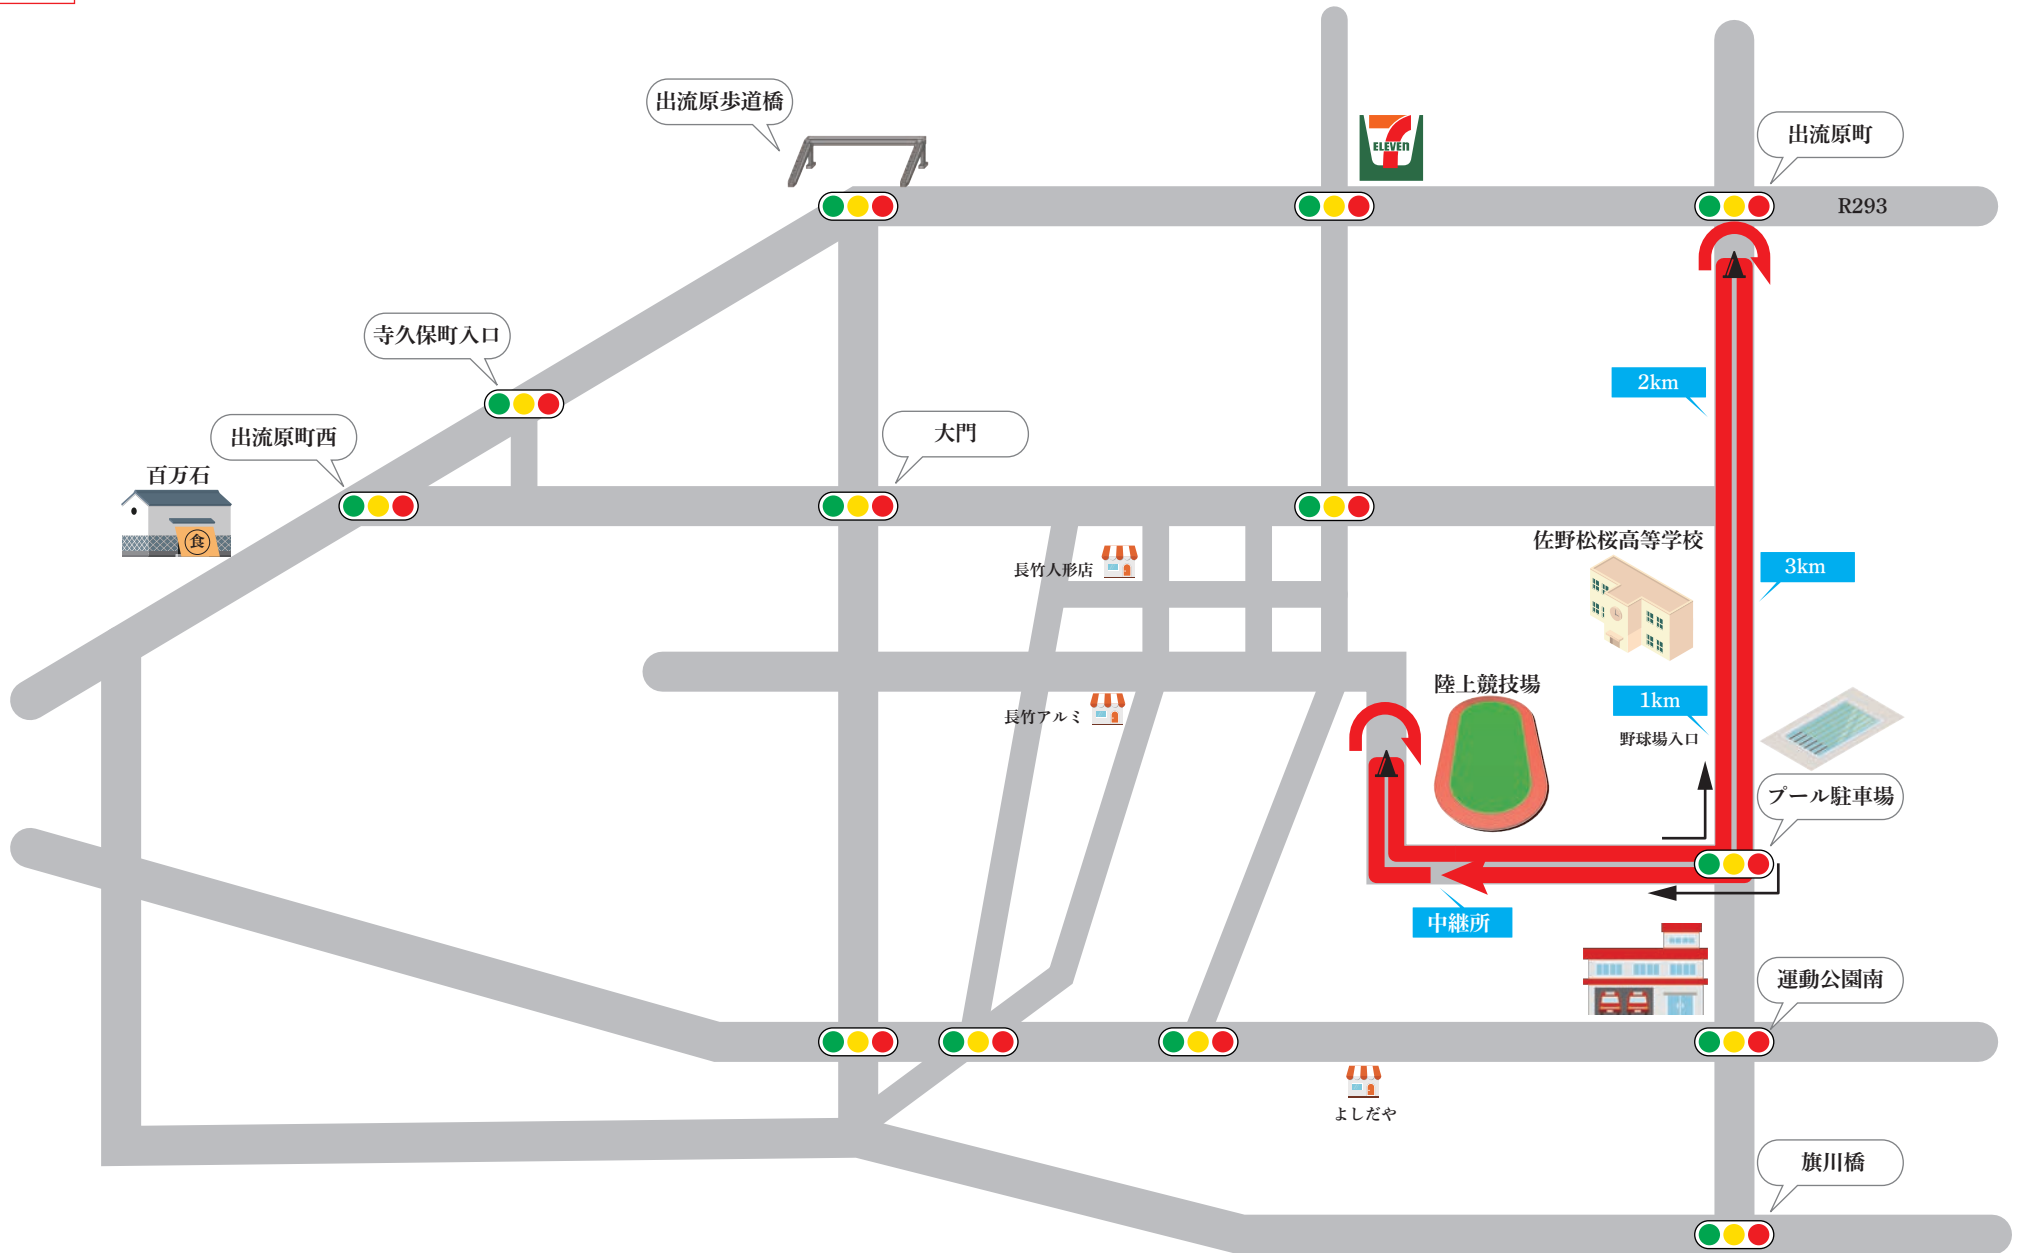 出流原歩道橋
ELEVEN
出流原町
R293
寺久保町入口
2km
出流原町西
大門
百万石
食
佐野松桜高等学校
3km
長竹人形店
陸上競技場
1km
長竹アルミ
野球場入口
プール駐車場
中継所
運動公園南
よしだや
旗川橋